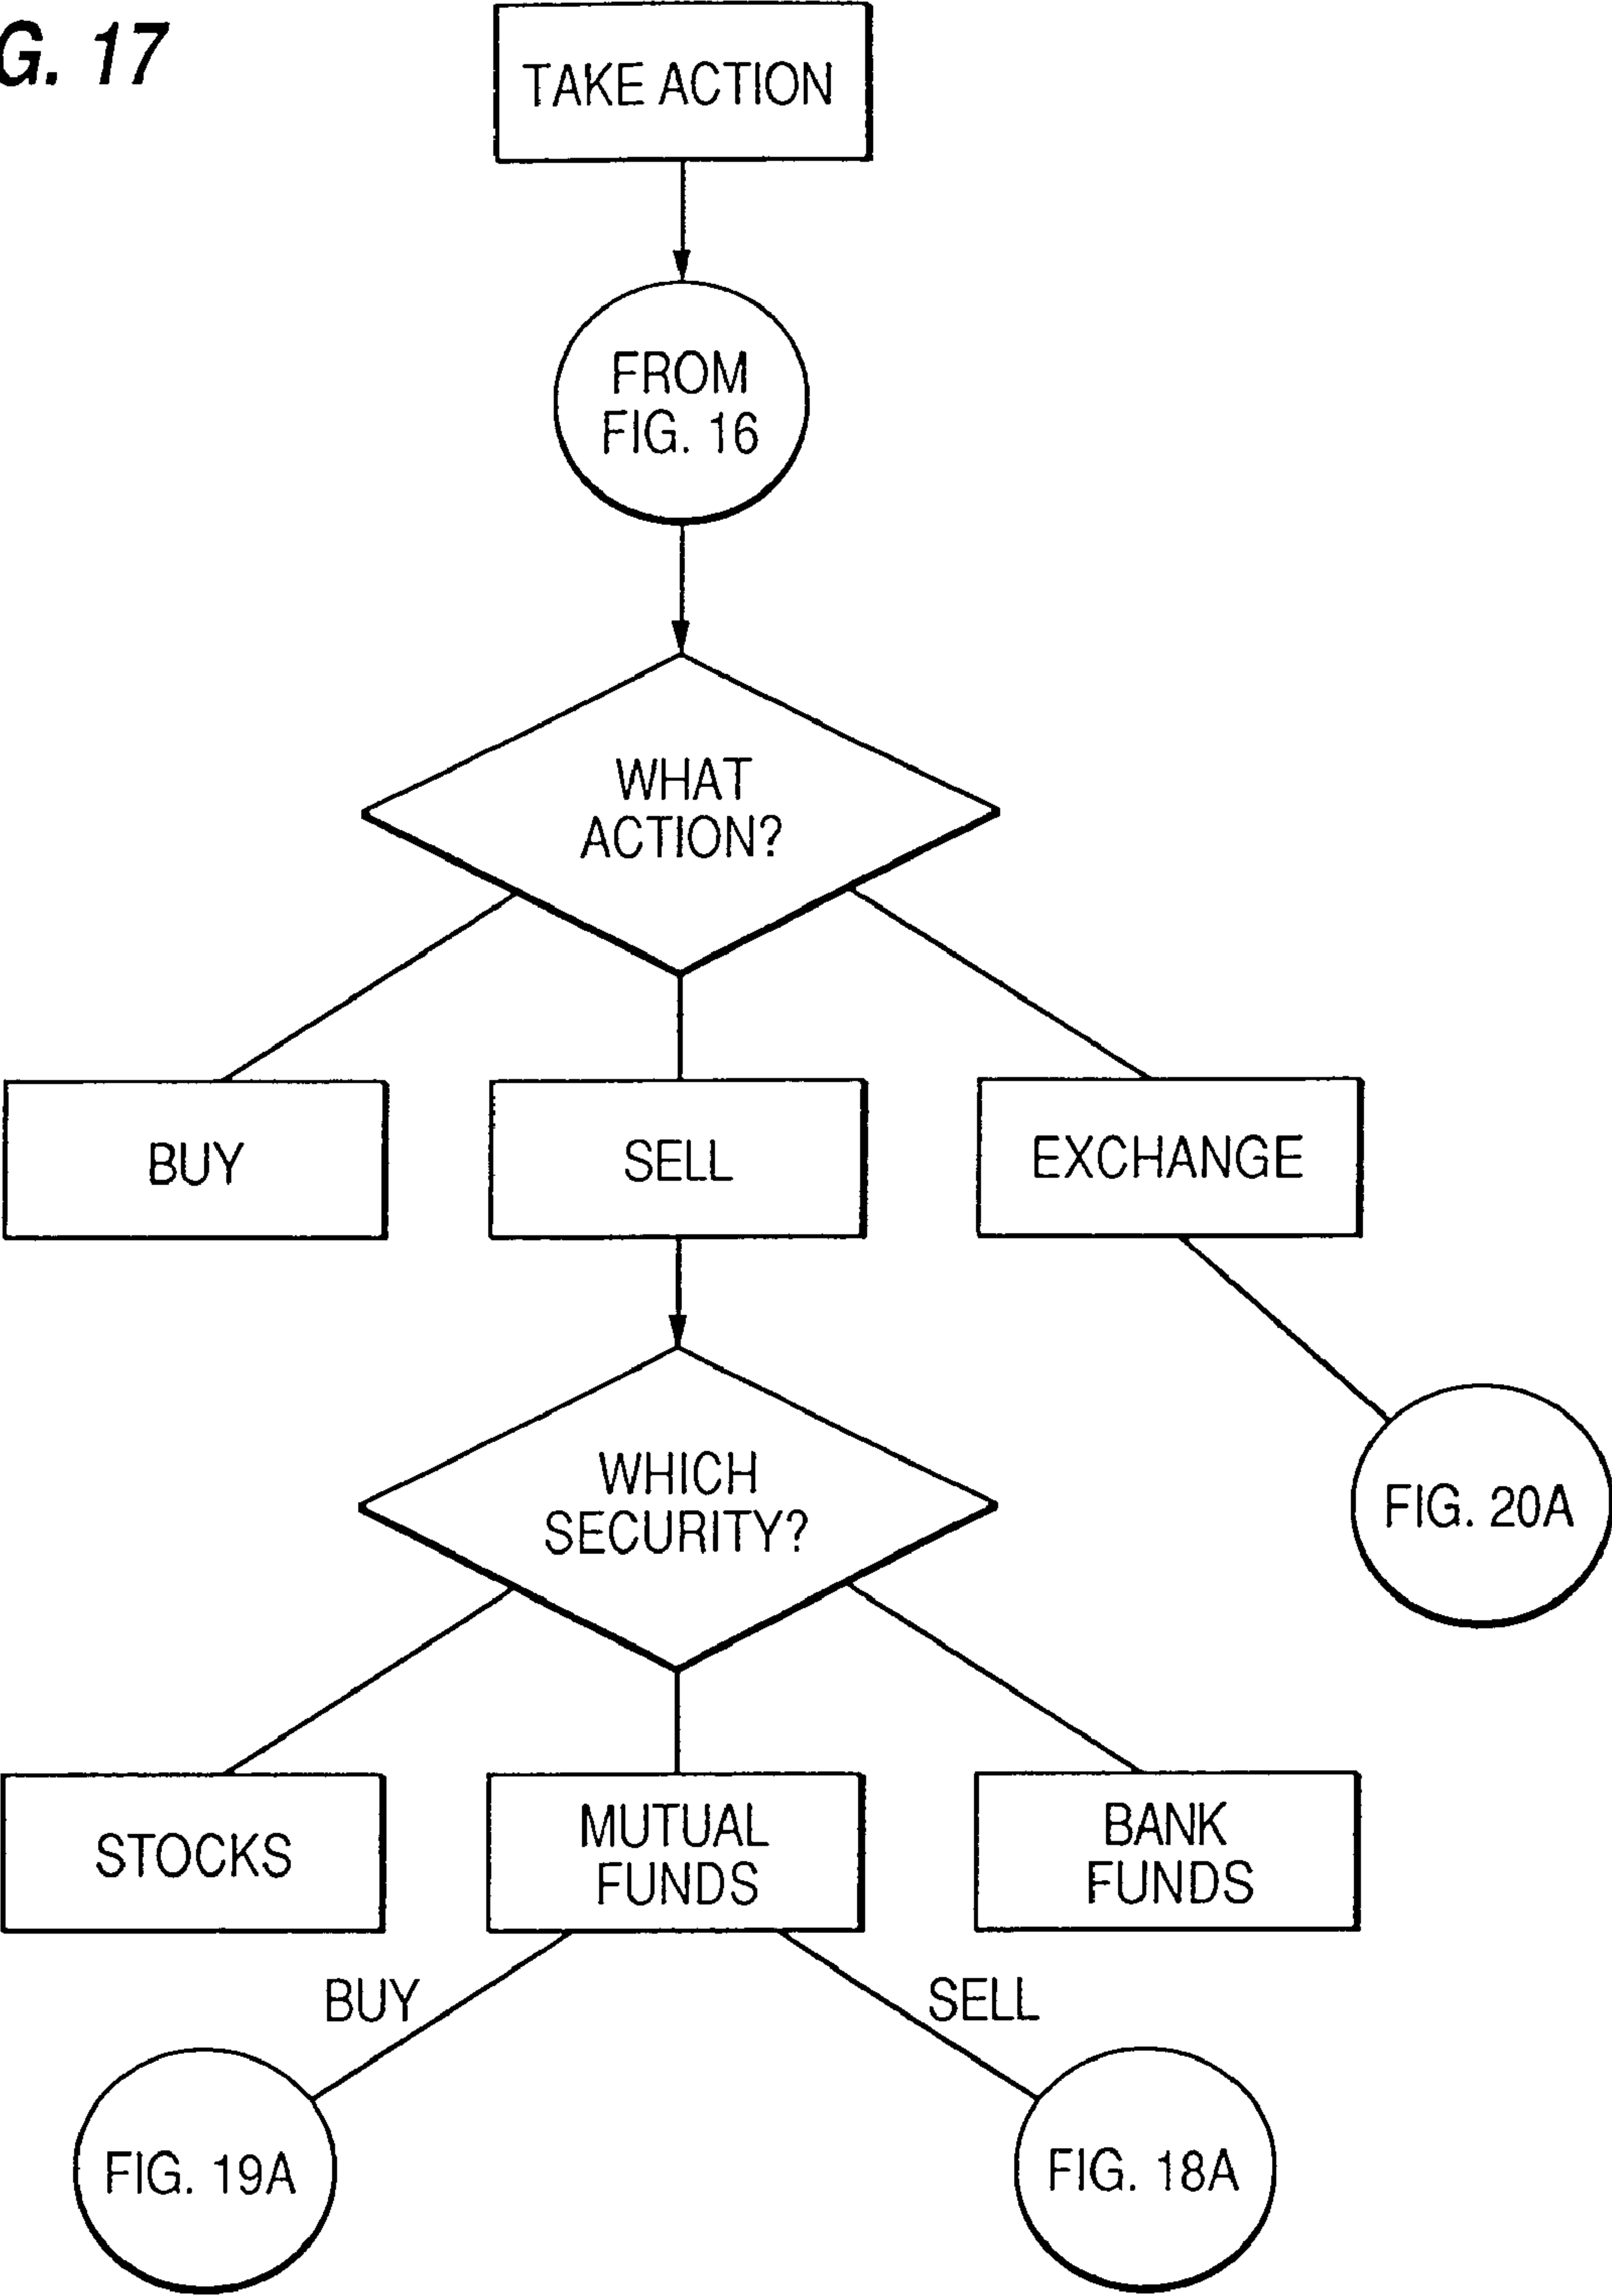 G. 17
TAKE ACTION
FROM
FIG. 16
WHAT
ACTION?
BUY
SELL
EXCHANGE
WHICH
SECURITY?
FIG. 20A
STOCKS
MUTUAL
FUNDS
BANK
FUNDS
BUY
SELL
FIG. 19A
FIG. 18A